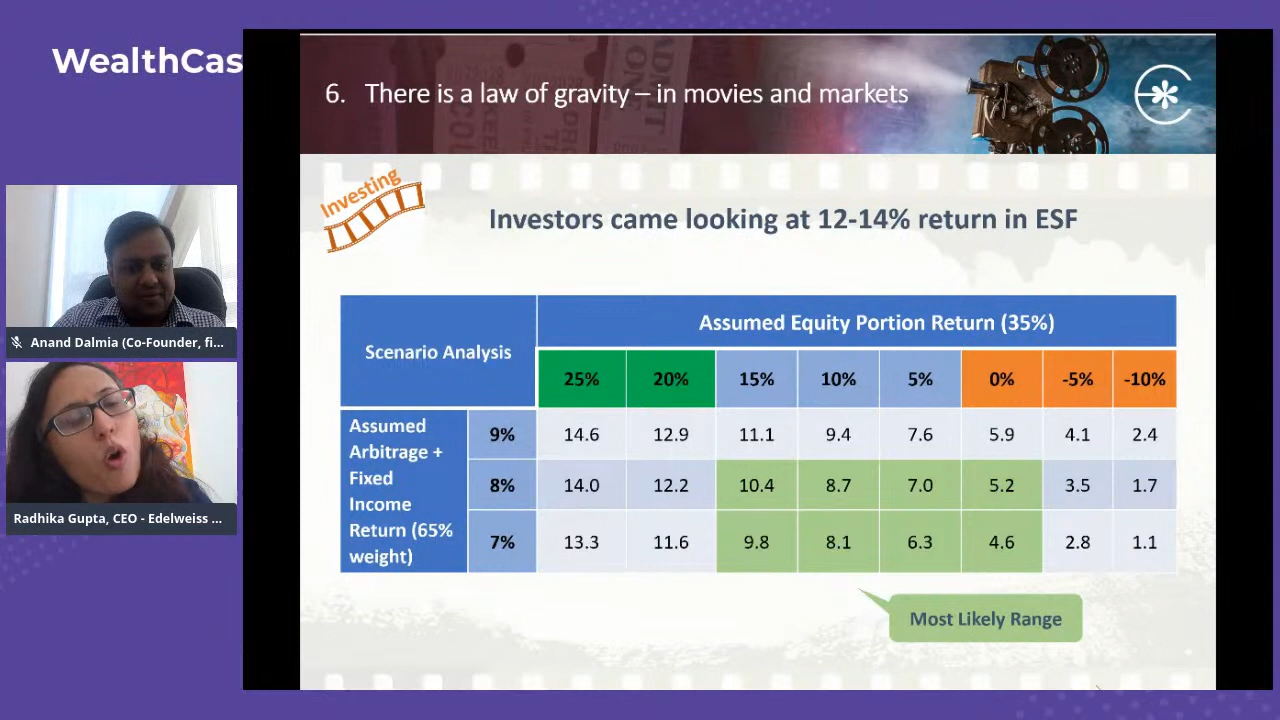 WealthCas
6. There is a law of gravity – in movies and markets
Investing
Investors came looking at 12-14% return in ESF
Scenario Analysis
Assumed Equity Portion Return (35%)
25% 20% 15% 10% 5% 0% -5% -10%
Assumed
Arbitrage +
Fixed
Income
Return (65%
weight)
9% 14.6 12.9 11.1 9.4 7.6 5.9 4.1 2.4
8% 14.0 12.2 10.4 8.7 7.0 5.2 3.5 1.7
7% 13.3 11.6 9.8 8.1 6.3 4.6 2.8 1.1
Most Likely Range
Anand Dalmia (Co-Founder, fi...
Radhika Gupta, CEO - Edelweiss ...